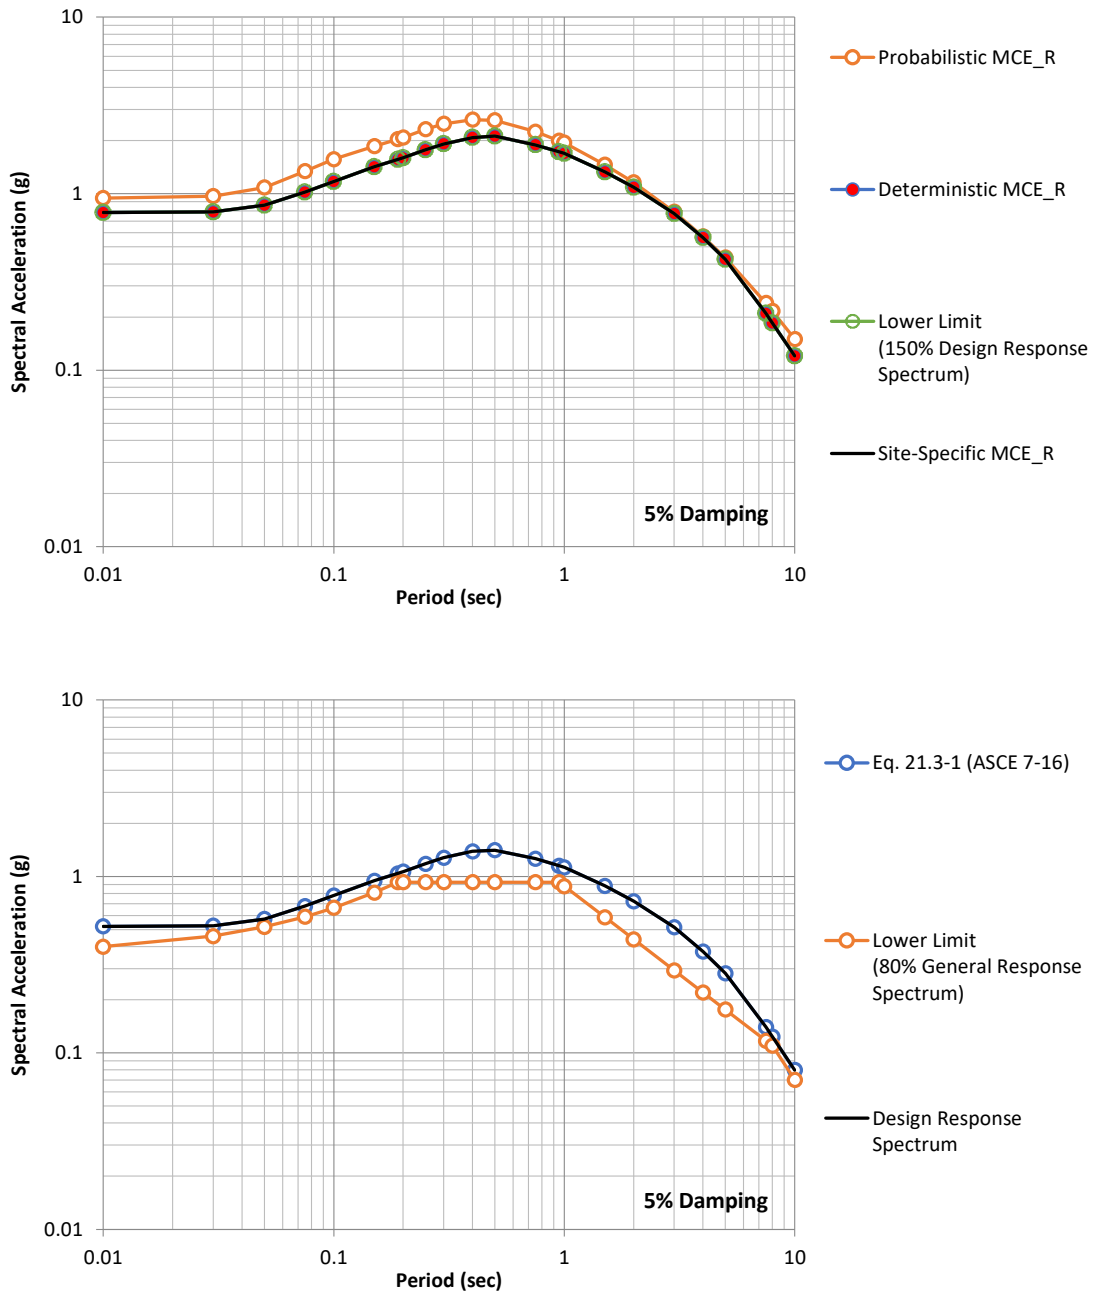 10
Probabilistic MCE_R
Deterministic MCE_R
1
Spectral Acceleration (g)
Lower Limit
(150% Design Response
Spectrum)
0.1
Site-Specific MCE_R
5% Damping
0.01
0.01 0.1 1 10
Period (sec)
10
Eq. 21.3-1 (ASCE 7-16)
1
Spectral Acceleration (g)
Lower Limit
(80% General Response
Spectrum)
0.1
Design Response
Spectrum
5% Damping
0.01
0.01 0.1 1 10
Period (sec)